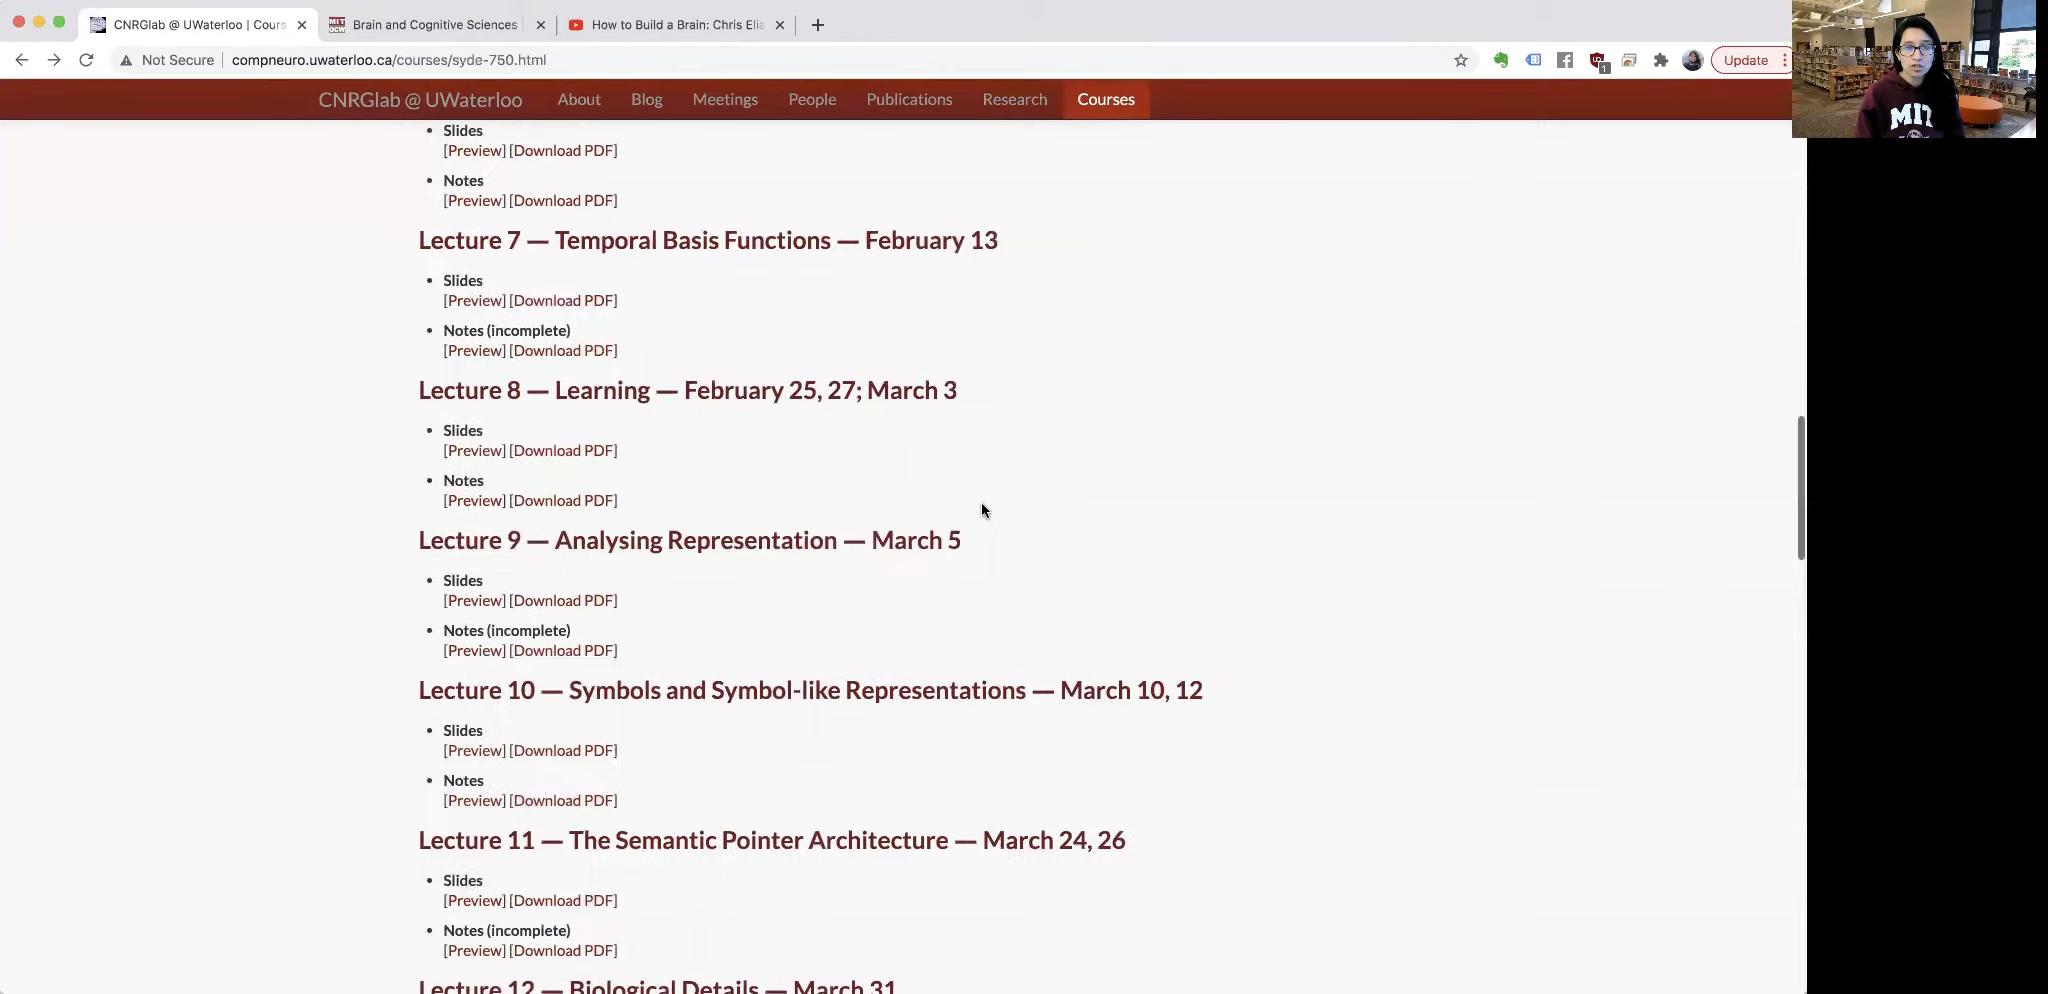 CNRGlab @ UWaterloo | Cours
Brain and Cognitive Sciences
How to Build a Brain: Chris Elia
Not Secure
compneuro.uwaterloo.ca/courses/syde-750.html
Update
CNRGlab @ UWaterloo
About
Blog
Meetings
People
Publications
Research
Courses
MIT
Slides
[Preview] [Download PDF]
Notes
[Preview] [Download PDF]
Lecture 7 — Temporal Basis Functions — February 13
Slides
[Preview] [Download PDF]
Notes (incomplete)
[Preview] [Download PDF]
Lecture 8 — Learning — February 25, 27; March 3
Slides
[Preview] [Download PDF]
Notes
[Preview] [Download PDF]
Lecture 9 — Analysing Representation — March 5
Slides
[Preview] [Download PDF]
Notes (incomplete)
[Preview] [Download PDF]
Lecture 10 — Symbols and Symbol-like Representations — March 10, 12
Slides
[Preview] [Download PDF]
Notes
[Preview] [Download PDF]
Lecture 11 — The Semantic Pointer Architecture — March 24, 26
Slides
[Preview] [Download PDF]
Notes (incomplete)
[Preview] [Download PDF]
Lecture 12 — Biological Details — March 31